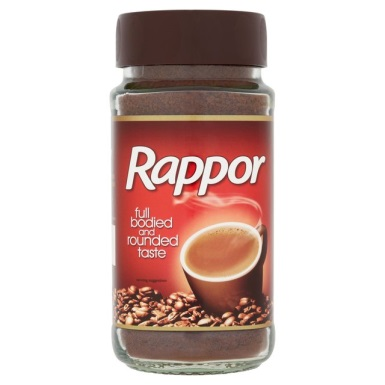 Rappor
full
bodied
and
rounded
taste